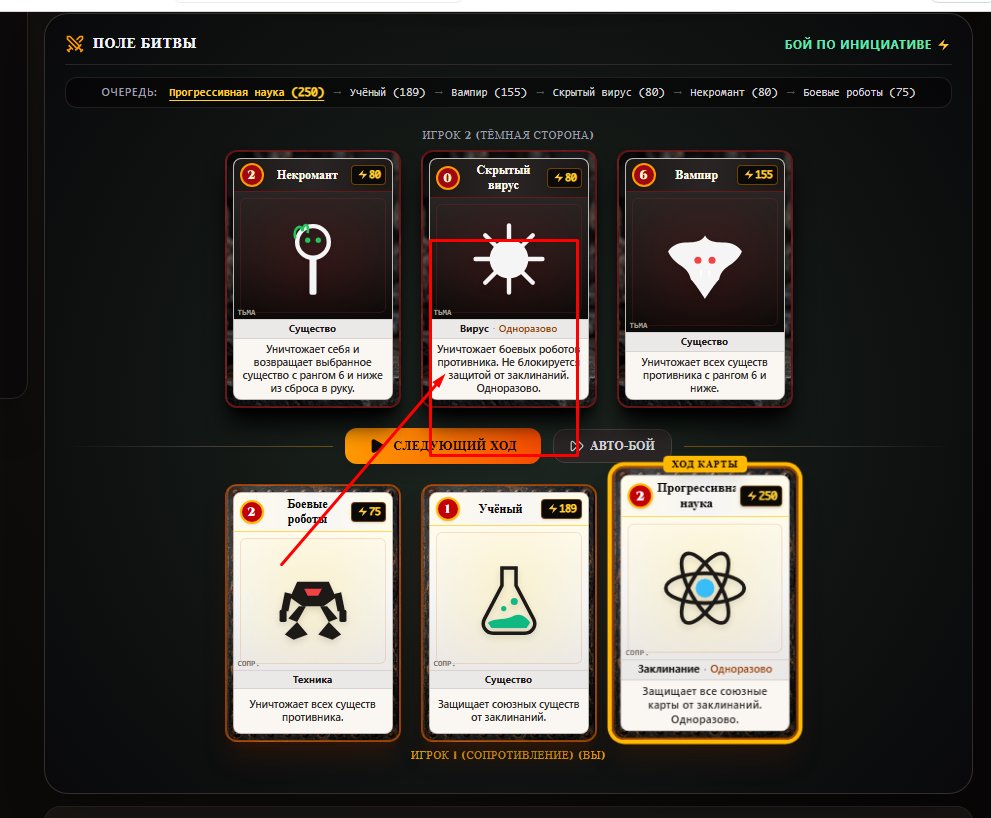 ПОЛЕ БИТВЫ
БОЙ ПО ИНИЦИАТИВЕ
ОЧЕРЕДЬ: Прогрессивная наука (250) → Учёный (189) → Вампир (155) → Скрытый вирус (80) → Некромант (80) → Боевые роботы (75)
ИГРОК 2 (ТЁМНАЯ СТОРОНА)
2 Некромант 80
ТЬМА
Существо
Уничтожает себя и
возвращает выбранное
существо с рангом 6 и ниже
из сброса в руку.
0 Скрытый
вирус 80
ТЬМА
Вирус · Одноразово
Уничтожает боевых роботов
противника. Не блокируется
защитой от заклинаний.
Одноразово.
6 Вампир 155
ТЬМА
Существо
Уничтожает всех существ
противника с рангом 6 и
ниже.
СЛЕДУЮЩИЙ ХОД
АВТО-БОЙ
2 Боевые
роботы 75
СОПР.
Техника
Уничтожает всех существ
противника.
1 Учёный 189
СОПР.
Существо
Защищает союзных существ
от заклинаний.
ХОД КАРТЫ
2 Прогрессивна
наука 250
СОПР.
Заклинание · Одноразово
Защищает все союзные
карты от заклинаний.
Одноразово.
ИГРОК 1 (СОПРОТИВЛЕНИЕ) (ВЫ)